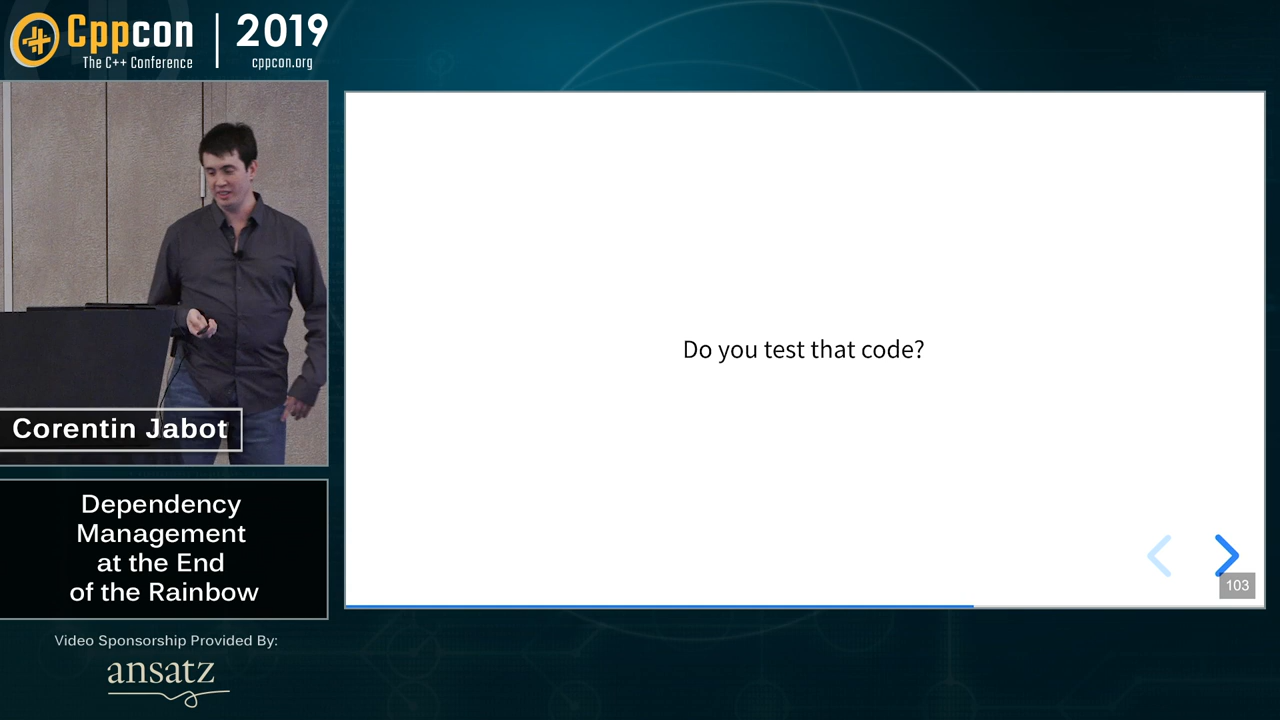 Cppcon
The C++ Conference
2019
cppcon.org
Do you test that code?
103
Corentin Jabot
Dependency
Management
at the End
of the Rainbow
Video Sponsorship Provided By:
ansatz